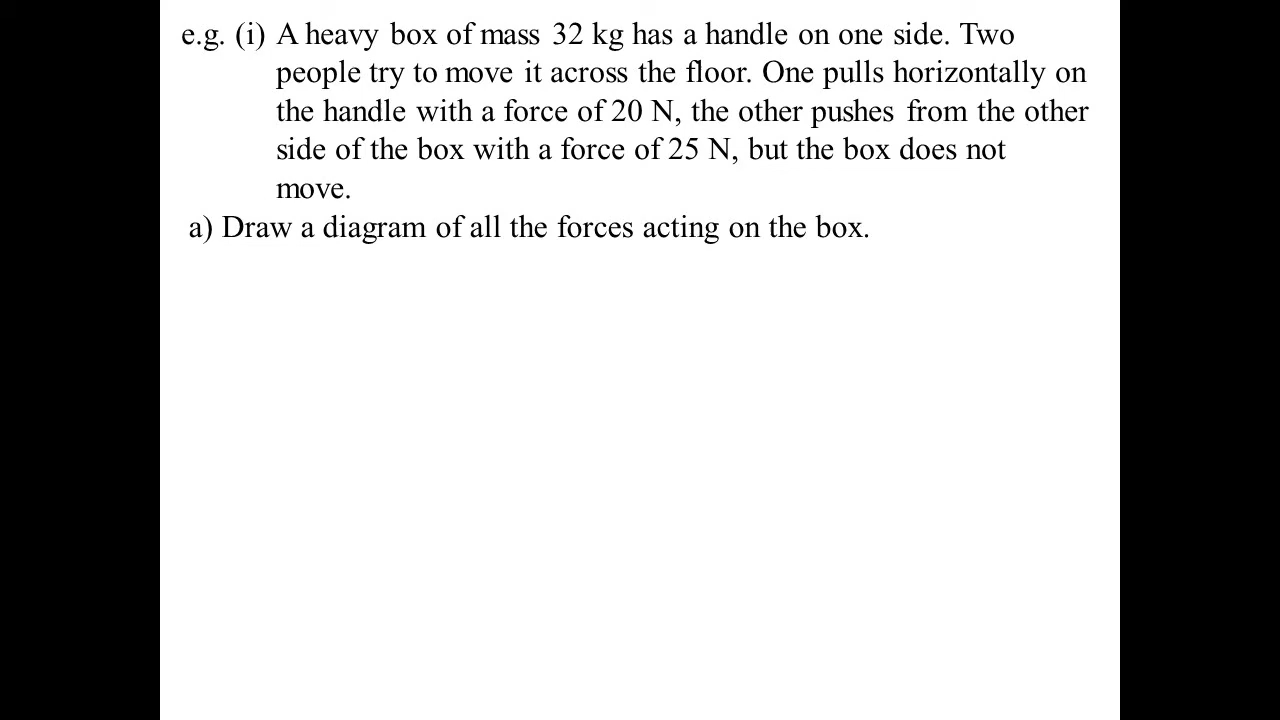 e.g. (i) A heavy box of mass 32 kg has a handle on one side. Two
people try to move it across the floor. One pulls horizontally on
the handle with a force of 20 N, the other pushes from the other
side of the box with a force of 25 N, but the box does not
move.
a) Draw a diagram of all the forces acting on the box.